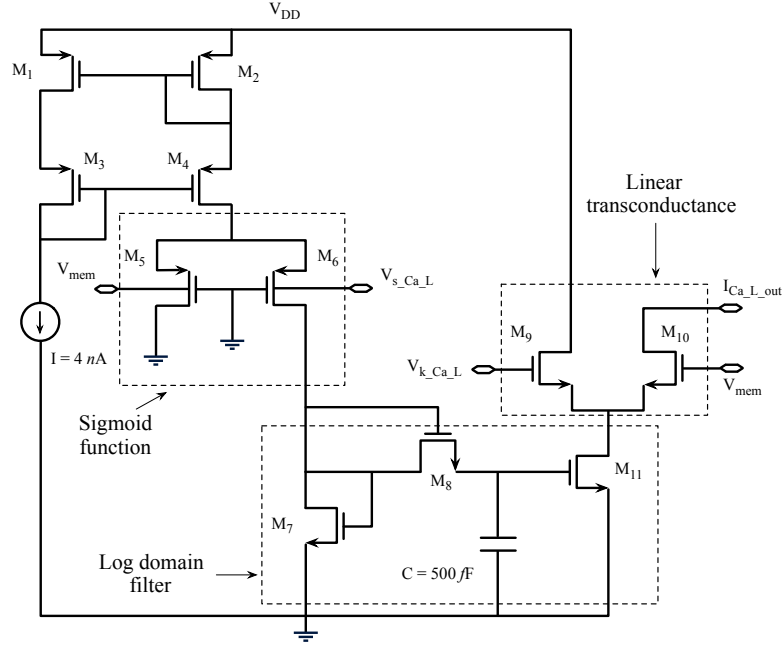 V_DD
M_1
M_2
M_3
M_4
Linear
transconductance
M_5
M_6
V_mem
V_s_Ca_L
I_Ca_L_out
I = 4 nA
M_9
M_10
V_k_Ca_L
V_mem
Sigmoid
function
M_8
M_11
M_7
Log domain
filter
C = 500 fF